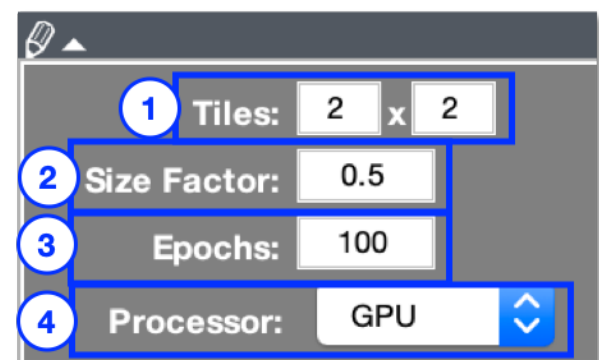 1 Tiles: 2 x 2
2 Size Factor: 0.5
3 Epochs: 100
4 Processor: GPU